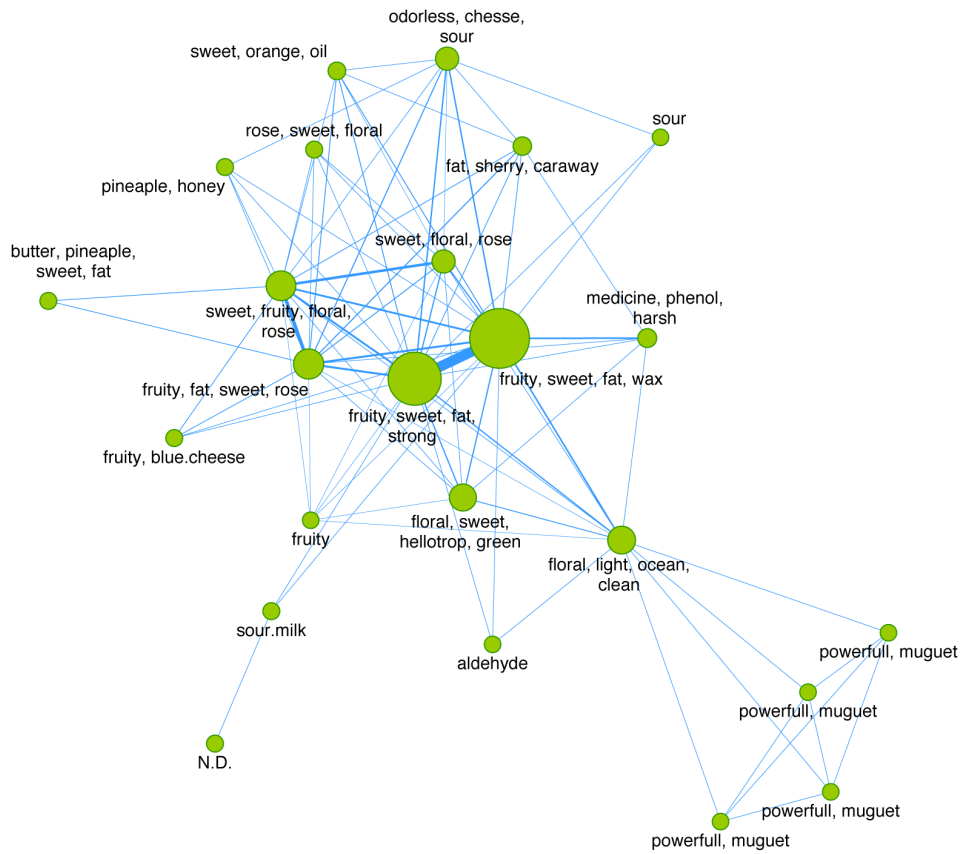 odorless, chesse,
sour
sweet, orange, oil
sour
rose, sweet, floral
fat, sherry, caraway
pineaple, honey
sweet, floral, rose
butter, pineaple,
sweet, fat
medicine, phenol,
harsh
sweet, fruity, floral,
rose
fruity, fat, sweet, rose
fruity, sweet, fat, wax
fruity, sweet, fat,
strong
fruity, blue.cheese
floral, sweet,
hellotrop, green
fruity
floral, light, ocean,
clean
sour.milk
aldehyde
powerfull, muguet
powerfull, muguet
N.D.
powerfull, muguet
powerfull, muguet